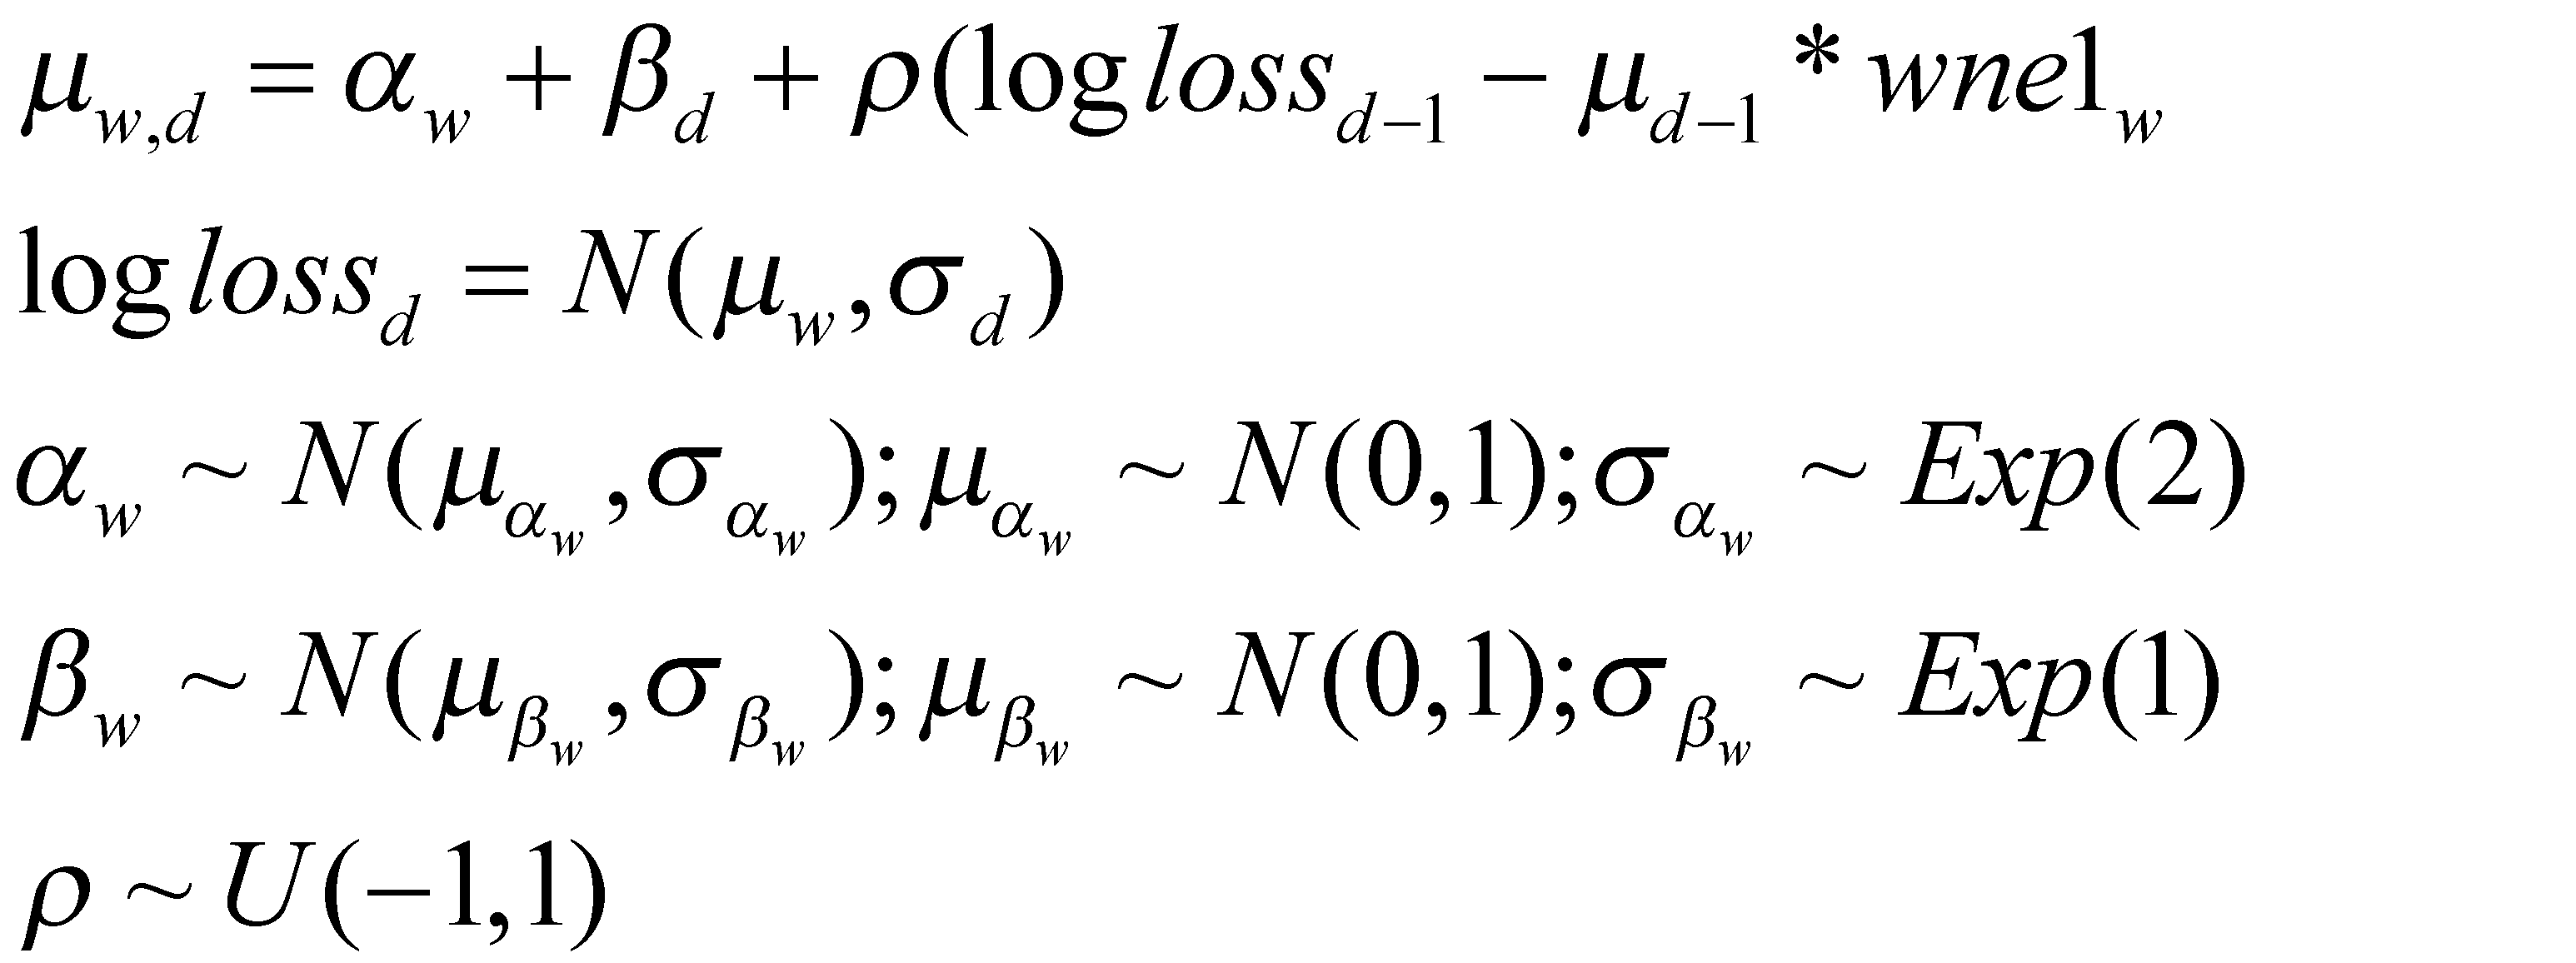 μ_{w,d} = α_w + β_d + ρ(log loss_{d−1} − μ_{d−1} * wne1_w
log loss_d = N(μ_w, σ_d)
α_w ~ N(μ_{α_w}, σ_{α_w}); μ_{α_w} ~ N(0,1); σ_{α_w} ~ Exp(2)
β_w ~ N(μ_{β_w}, σ_{β_w}); μ_{β_w} ~ N(0,1); σ_{β_w} ~ Exp(1)
ρ ~ U(−1,1)